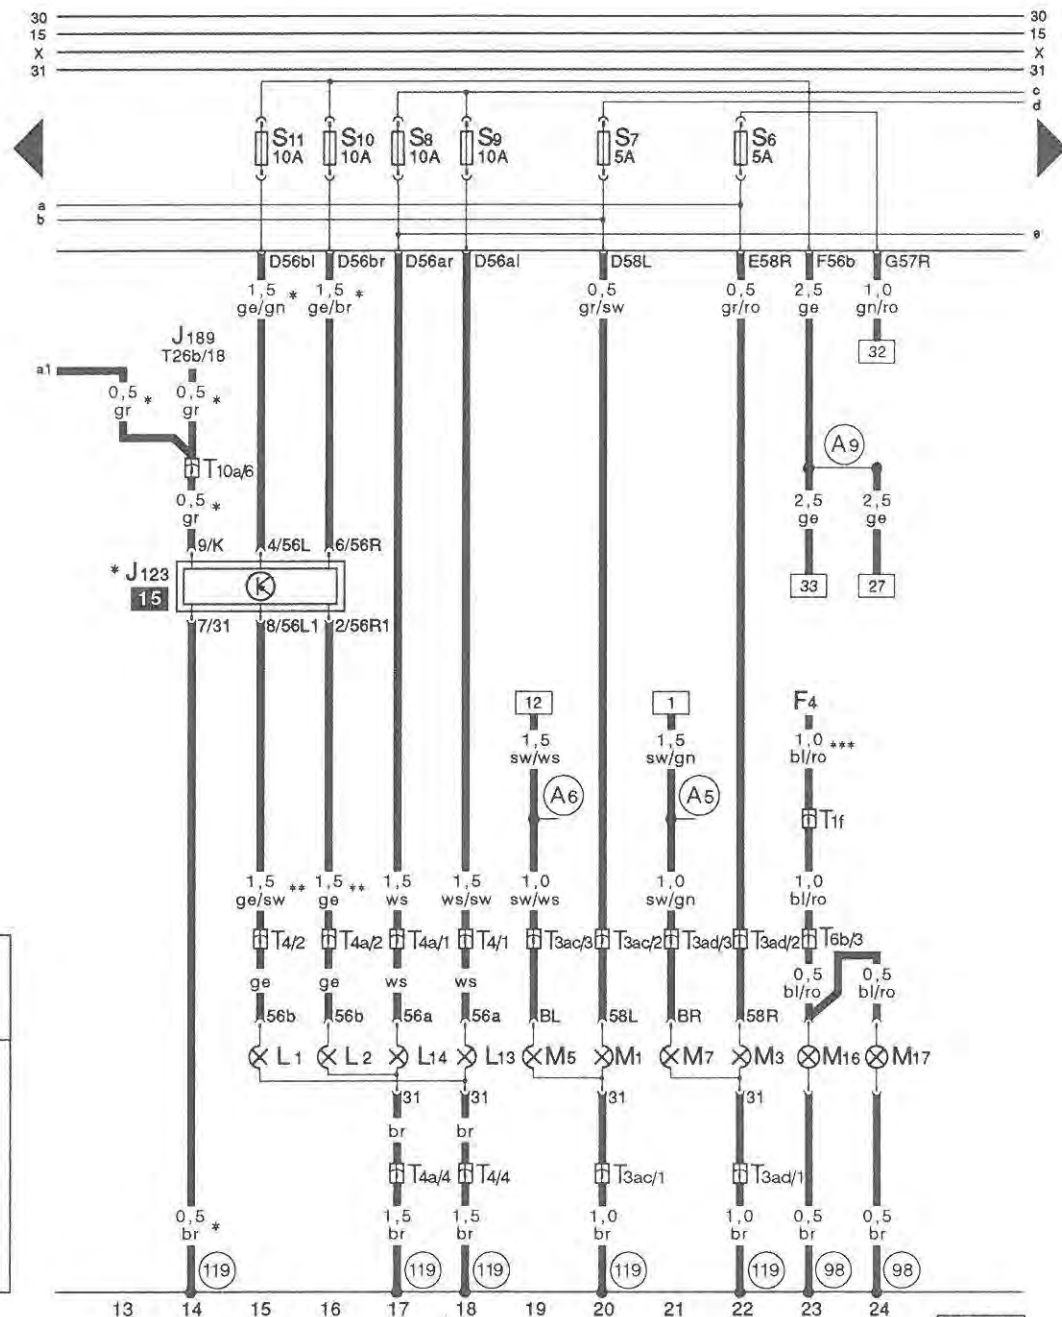 30 30
15 15
X X
31 31
c
d
S11 10A S10 10A S8 10A S9 10A S7 5A S6 5A
a
b
e
D56bl D56br D56ar D56al D58L E58R F56b G57R
1,5 ge/gn * 1,5 ge/br * 0,5 gr/sw 0,5 gr/ro 2,5 ge 1,0 gn/ro
J189
T26b/18
32
a1
0,5 gr * 0,5 gr *
A9
T10a/6
0,5 gr * 2,5 ge 2,5 ge
9/K 4/56L 6/56R
* J123
15
K
33 27
7/31 8/56L1 2/56R1
12 1 F4
1,5 sw/ws 1,5 sw/gn 1,0 bl/ro ***
A6 A5
T1f
1,5 ge/sw ** 1,5 ge ** 1,5 ws 1,5 ws/sw 1,0 sw/ws 1,0 sw/gn 1,0 bl/ro
T4/2 T4a/2 T4a/1 T4/1 T3ac/3 T3ac/2 T3ad/3 T3ad/2 T6b/3
ge ge ws ws 0,5 bl/ro 0,5 bl/ro
56b 56b 56a 56a BL 58L BR 58R
L1 L2 L14 L13 M5 M1 M7 M3 M16 M17
31 31 31 31
br br
T4a/4 T4/4 T3ac/1 T3ad/1
0,5 br * 1,5 br 1,5 br 1,0 br 1,0 br 0,5 br 0,5 br
119 119 119 119 119 98 98
13 14 15 16 17 18 19 20 21 22 23 24